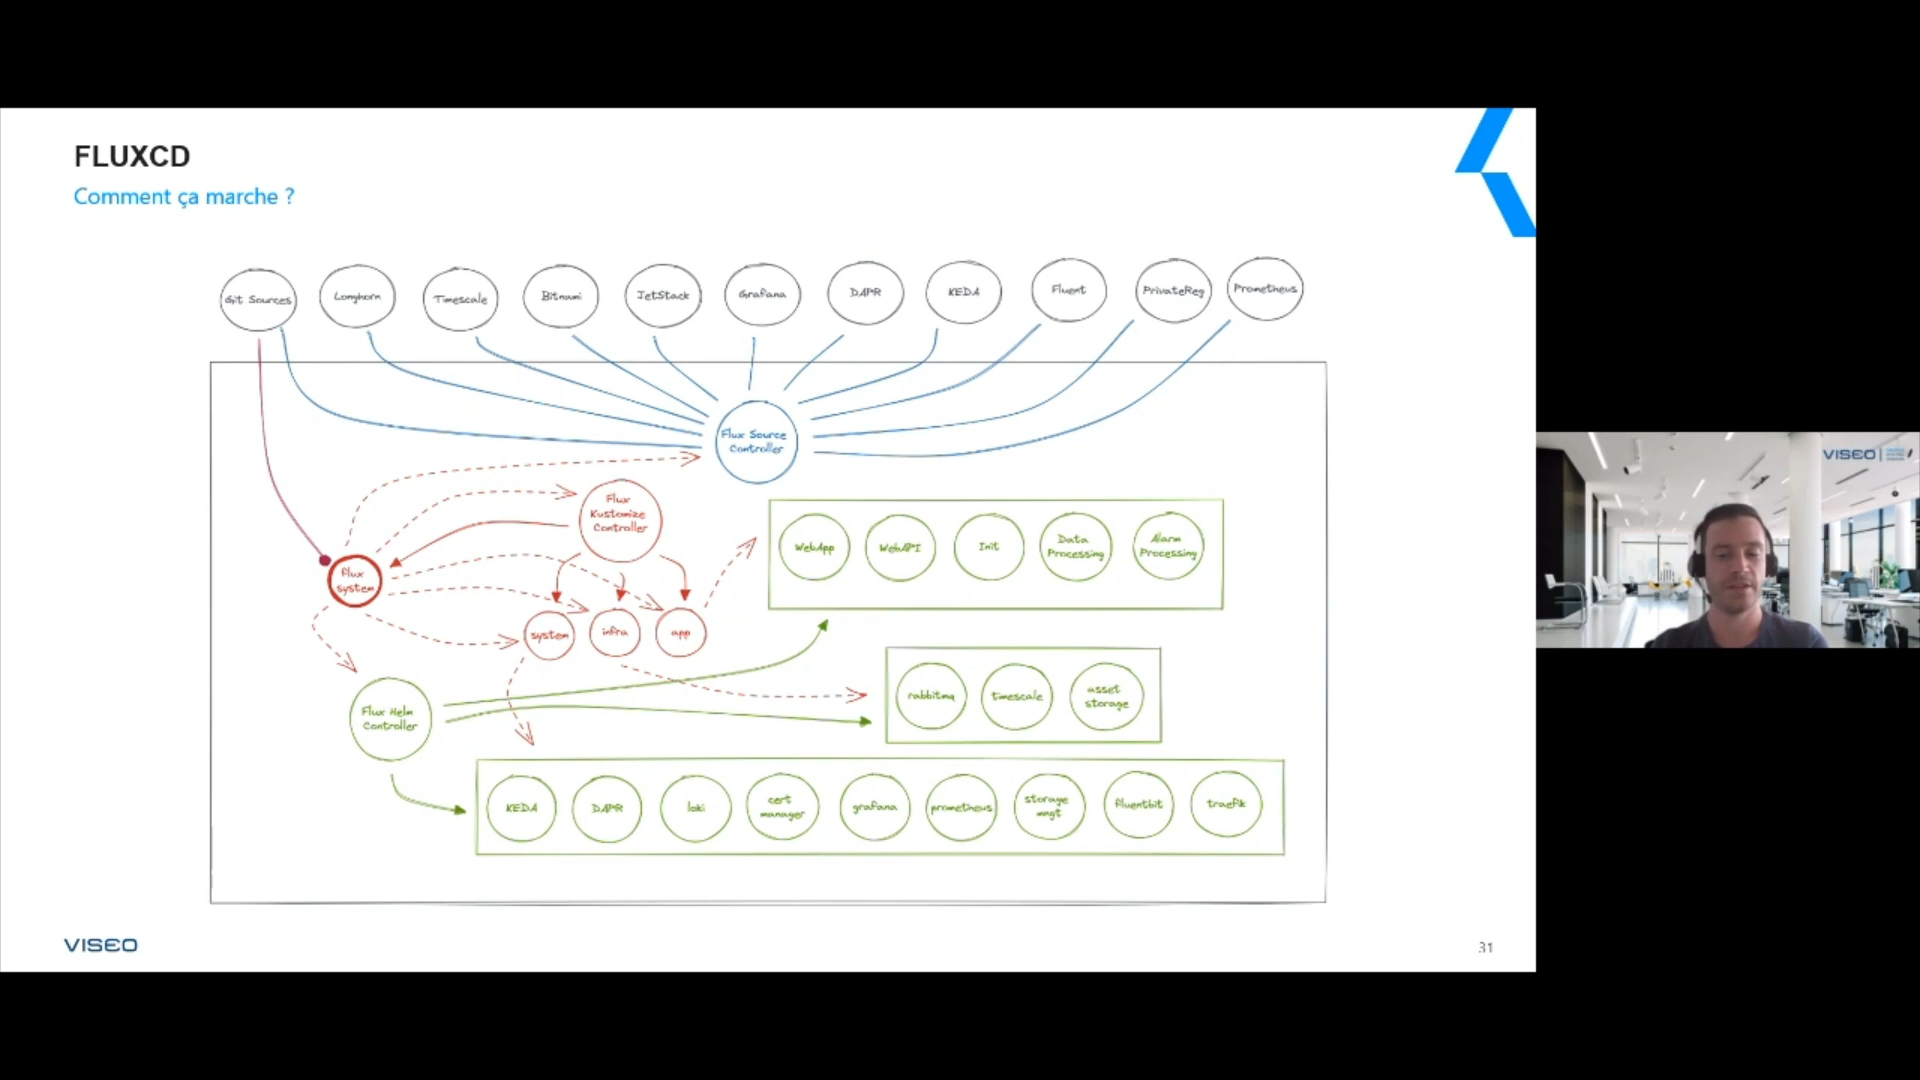 FLUXCD
Comment ça marche ?
Git Sources
Longhorn
Timescale
Bitnami
JetStack
Grafana
DAPR
KEDA
Fluent
PrivateReg
Prometheus
Flux Source
Controller
Flux
Kustomize
Controller
flux
system
system
infra
app
WebApp
WebAPI
Init
Data
Processing
Alarm
Processing
Flux Helm
Controller
rabbitmq
timescale
asset
storage
KEDA
DAPR
loki
cert
manager
grafana
prometheus
storage
mngt
fluentbit
traefik
VISEO
31
VISEO